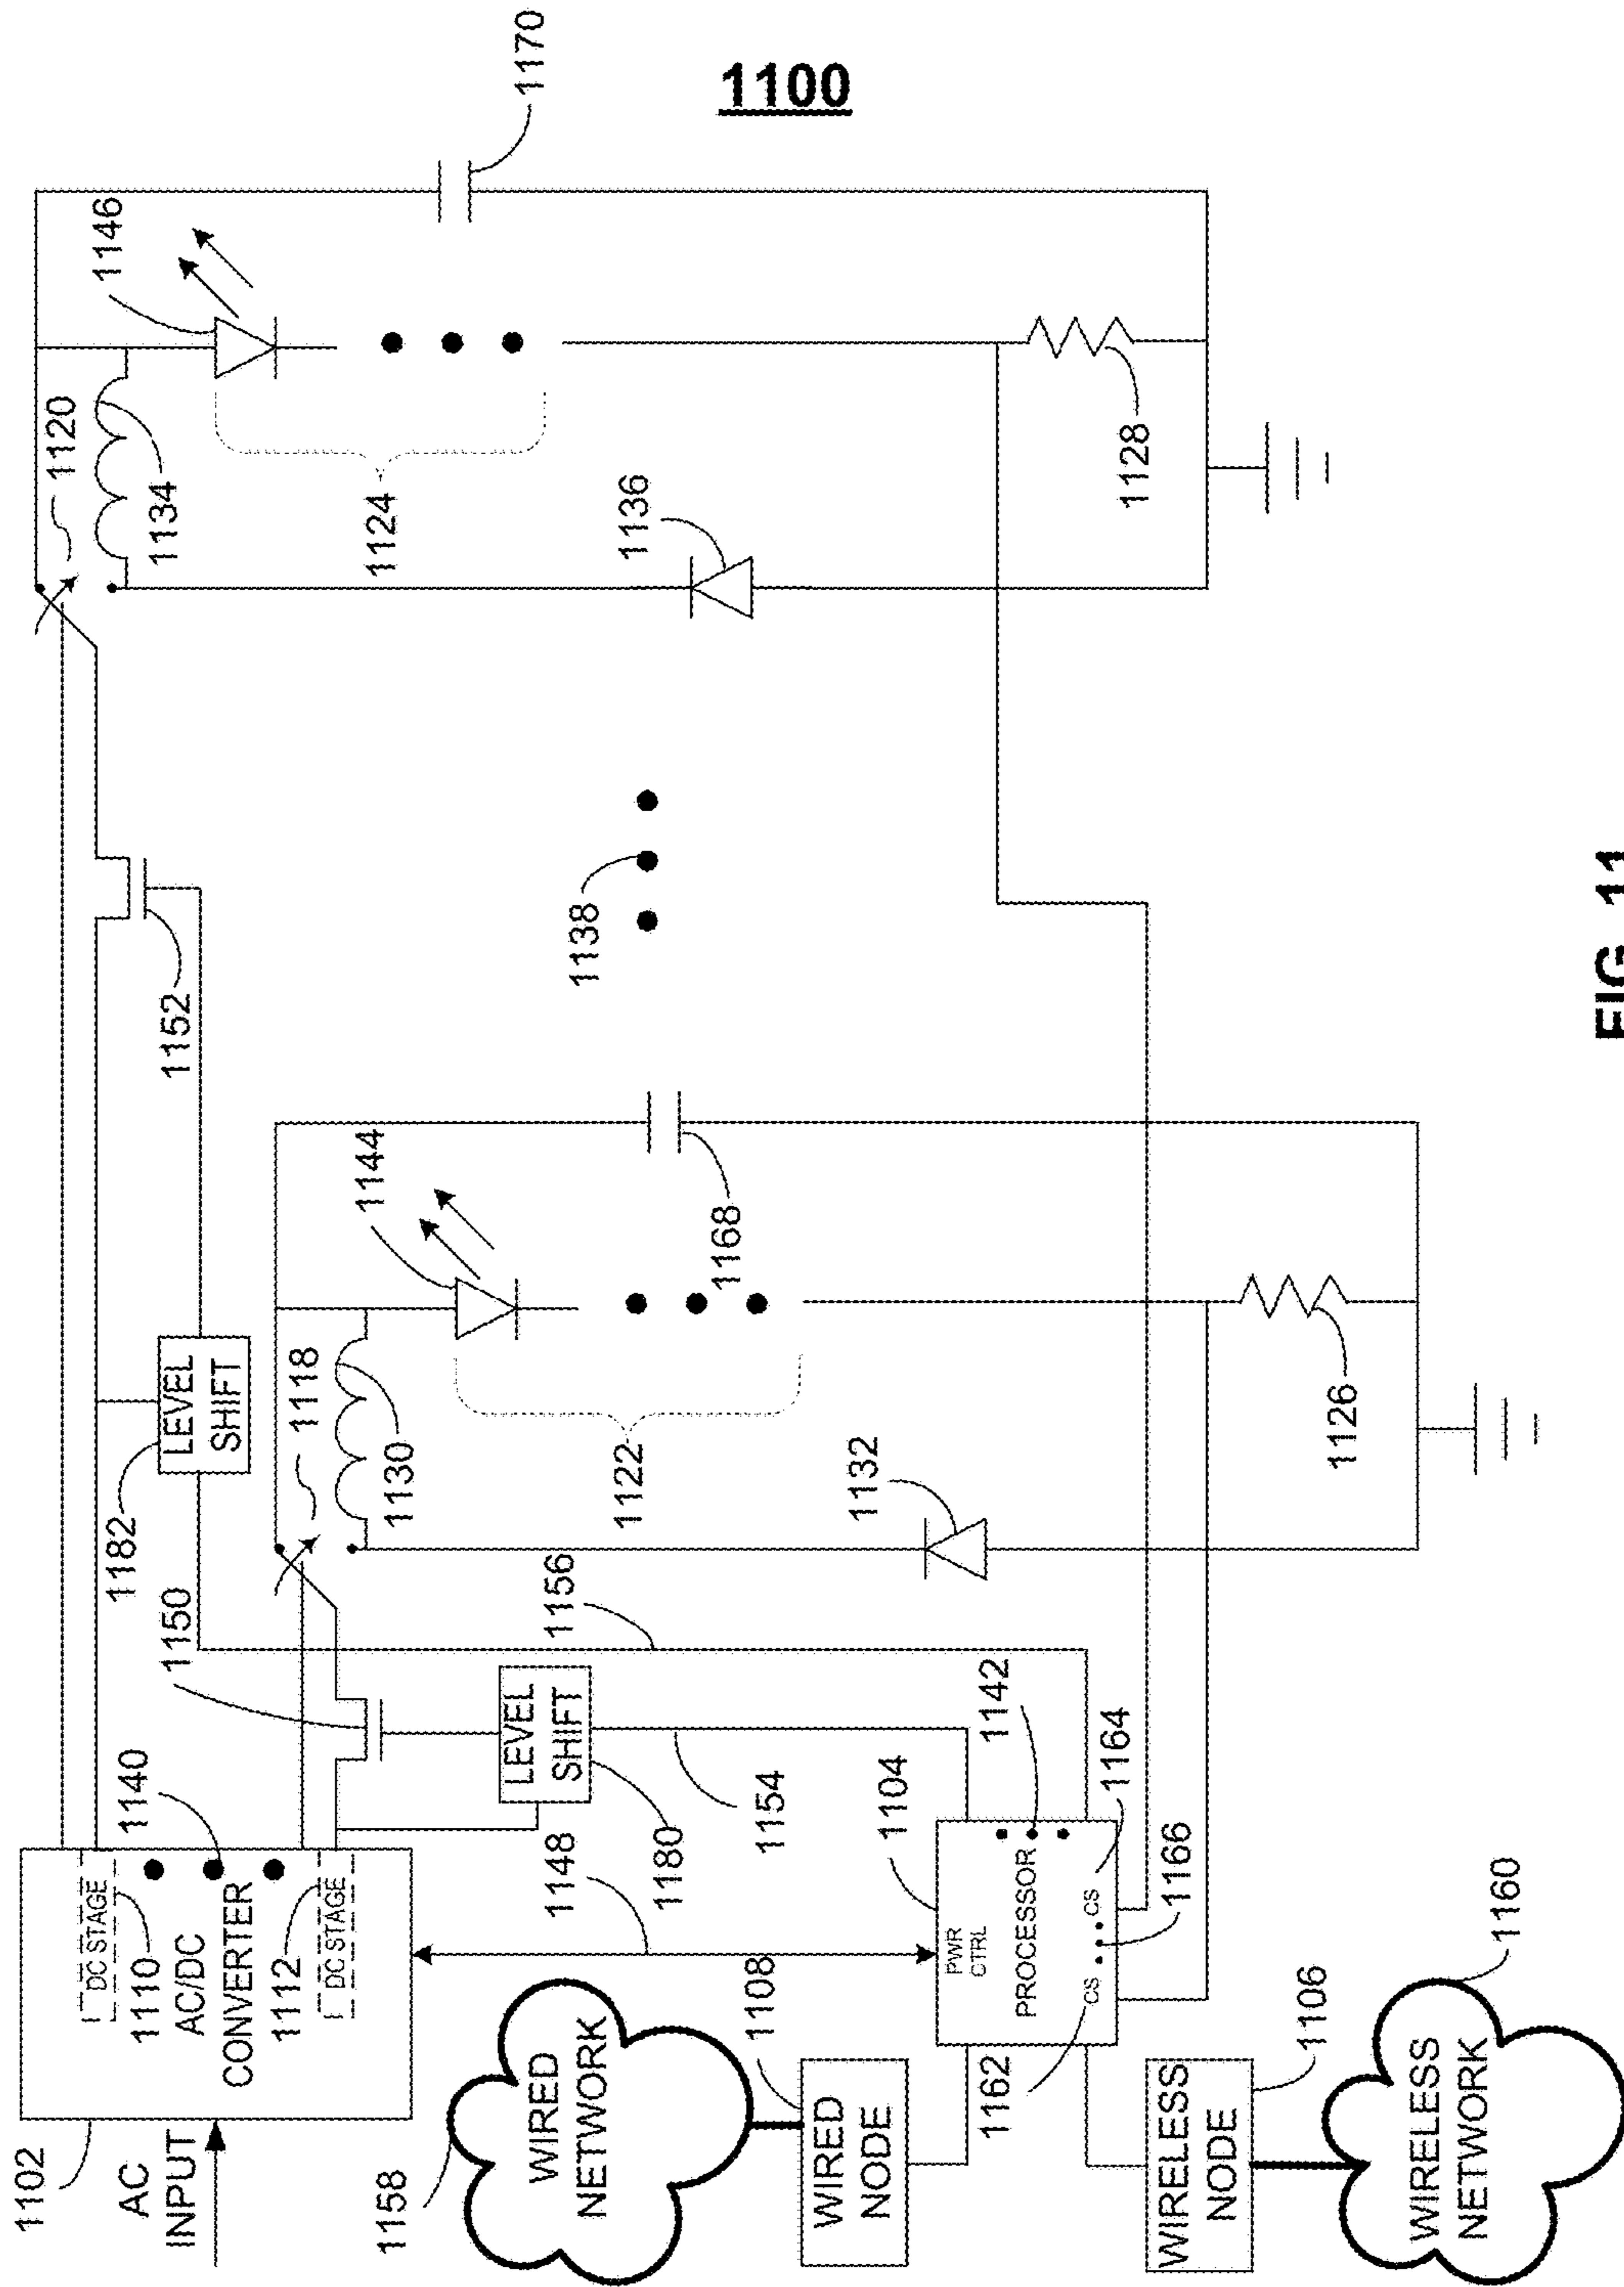 1100
1102
AC
INPUT
DC STAGE
1110
AC/DC
CONVERTER
1112
DC STAGE
1140
1150
1182
LEVEL
SHIFT
1152
1120
1134
1146
1170
1124
1136
1128
1138
1118
1130
1144
1122
1168
1132
1126
1156
LEVEL
SHIFT
1180
1154
1148
1158
WIRED
NETWORK
1108
WIRED
NODE
1104
PWR
CTRL
PROCESSOR
CS
CS
1142
1164
1166
1162
WIRELESS
NODE
1106
WIRELESS
NETWORK
1160